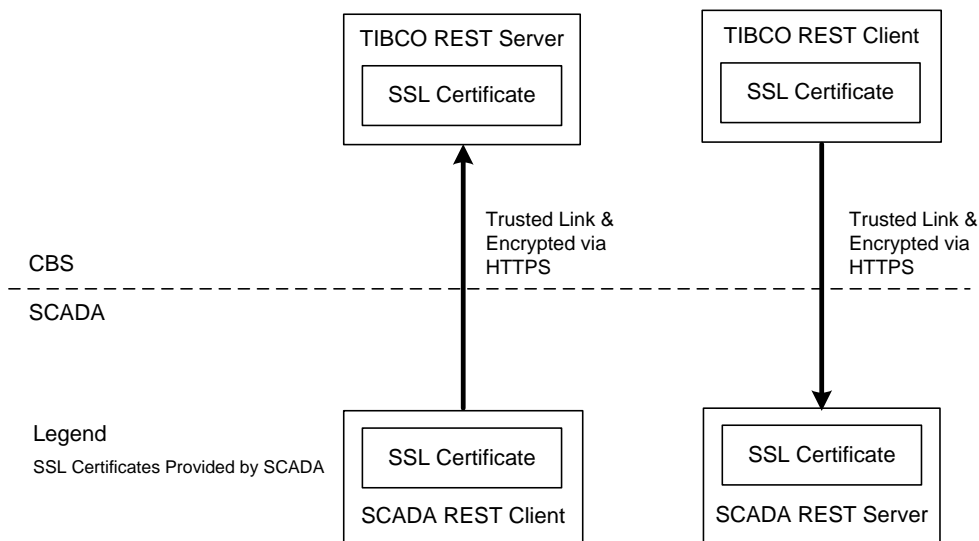 TIBCO REST Server
SSL Certificate
TIBCO REST Client
SSL Certificate
Trusted Link &
Encrypted via
HTTPS
Trusted Link &
Encrypted via
HTTPS
CBS
SCADA
Legend
SSL Certificates Provided by SCADA
SSL Certificate
SCADA REST Client
SSL Certificate
SCADA REST Server